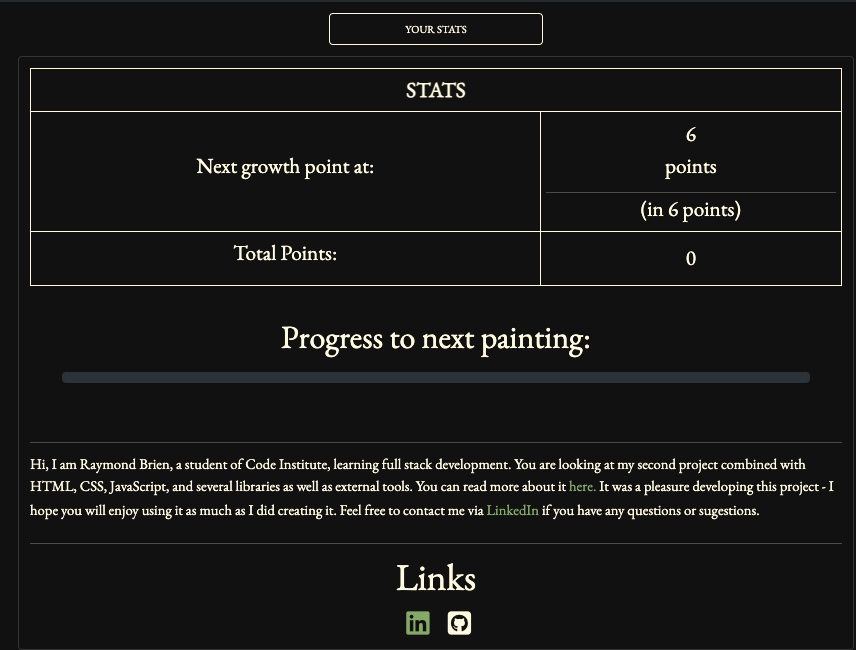 YOUR STATS
STATS
Next growth point at:
6
points
(in 6 points)
Total Points:
0
Progress to next painting:
Hi, I am Raymond Brien, a student of Code Institute, learning full stack development. You are looking at my second project combined with
HTML, CSS, JavaScript, and several libraries as well as external tools. You can read more about it here. It was a pleasure developing this project - I
hope you will enjoy using it as much as I did creating it. Feel free to contact me via LinkedIn if you have any questions or sugestions.
Links
in